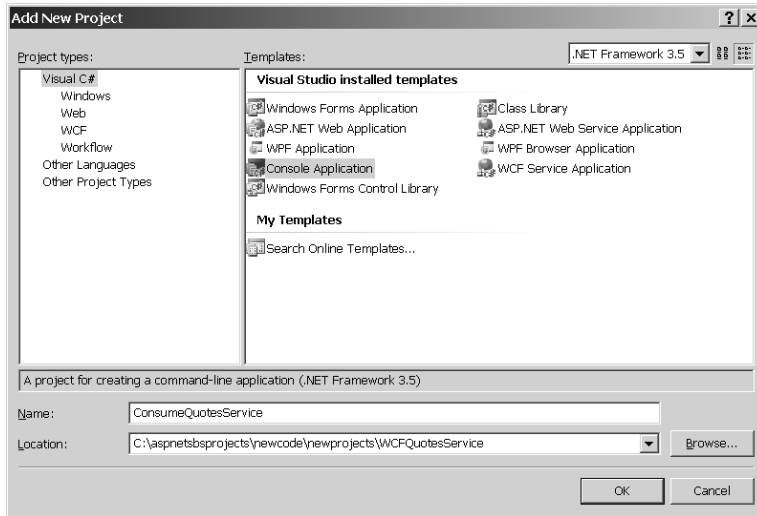 Add New Project
Project types:
Templates:
.NET Framework 3.5
Visual C#
Windows
Web
WCF
Workflow
Other Languages
Other Project Types
Visual Studio installed templates
Windows Forms Application
Class Library
ASP.NET Web Application
ASP.NET Web Service Application
WPF Application
WPF Browser Application
Console Application
WCF Service Application
Windows Forms Control Library
My Templates
Search Online Templates...
A project for creating a command-line application (.NET Framework 3.5)
Name:
ConsumeQuotesService
Location:
C:\aspnetsbsprojects\newcode\newprojects\WCFQuotesService
Browse...
OK
Cancel